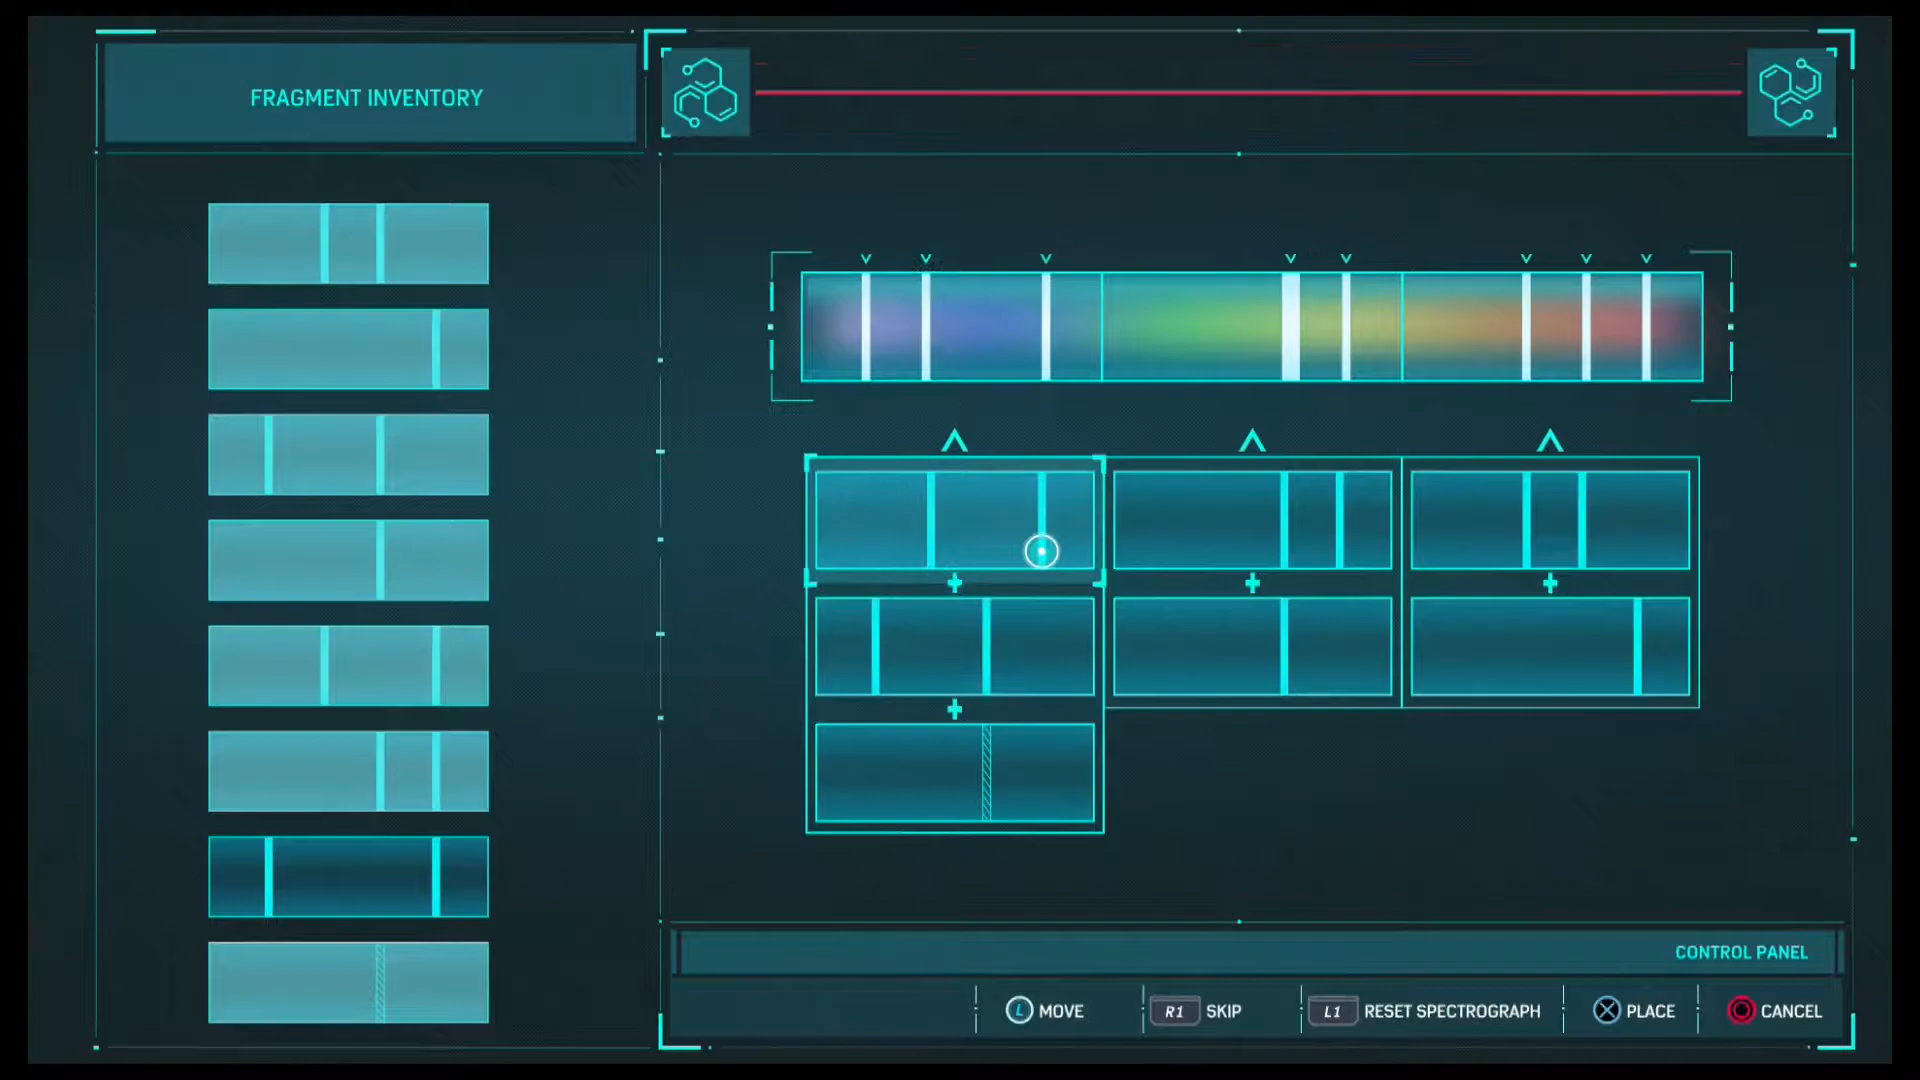 FRAGMENT INVENTORY
CONTROL PANEL
L MOVE
R1 SKIP
L1 RESET SPECTROGRAPH
PLACE
CANCEL